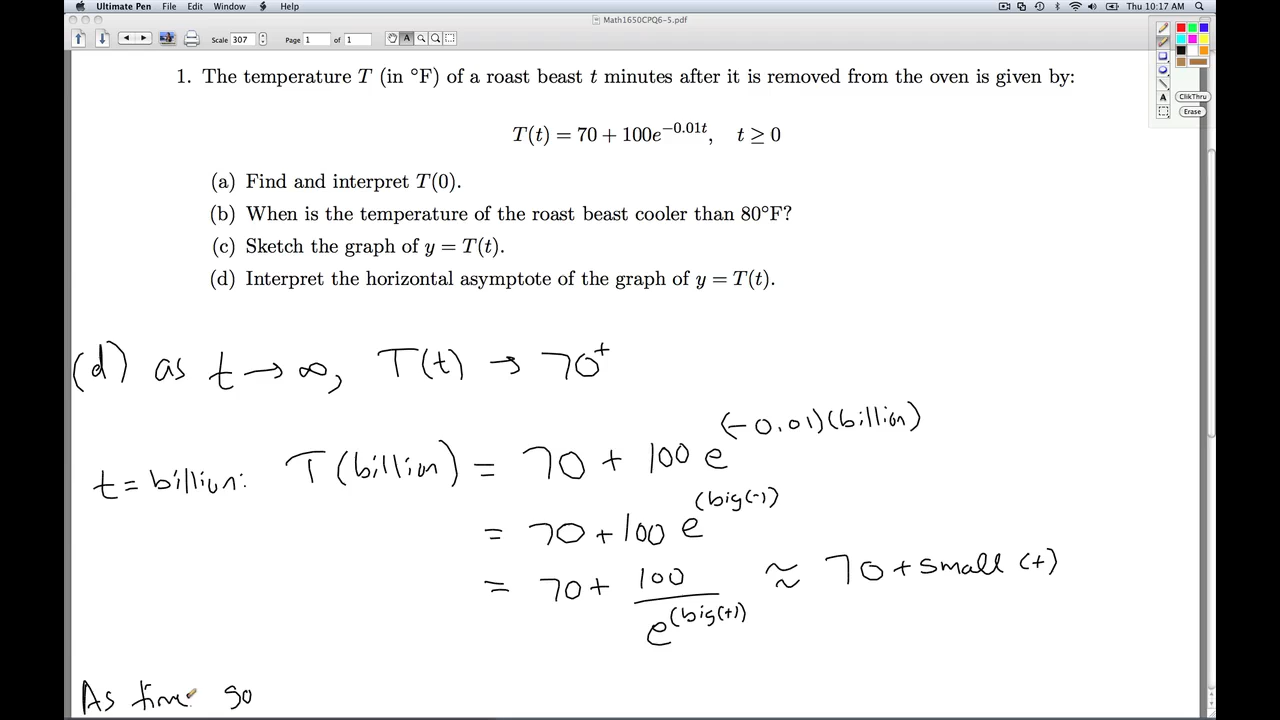 Ultimate Pen File Edit Window Help Thu 10:17 AM
Math1650CPQ6-5.pdf
Scale 307 Page 1 of 1
1. The temperature T (in °F) of a roast beast t minutes after it is removed from the oven is given by:
T(t) = 70 + 100e^{-0.01t}, t ≥ 0
(a) Find and interpret T(0).
(b) When is the temperature of the roast beast cooler than 80°F?
(c) Sketch the graph of y = T(t).
(d) Interpret the horizontal asymptote of the graph of y = T(t).
A ClikThru
Erase
(d) as t → ∞, T(t) → 70⁺
t = billion: T(billion) = 70 + 100 e^{(-0.01)(billion)}
= 70 + 100 e^{(big(-))}
= 70 + 100/e^{(big(+))} ≈ 70 + small (+)
As time go